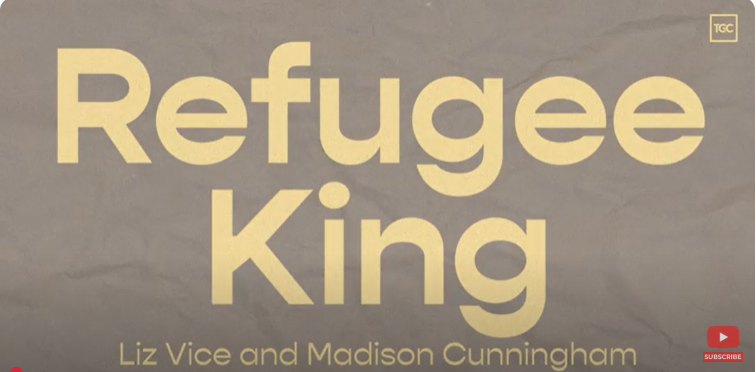 TGC
Refugee
King
Liz Vice and Madison Cunningham
SUBSCRIBE